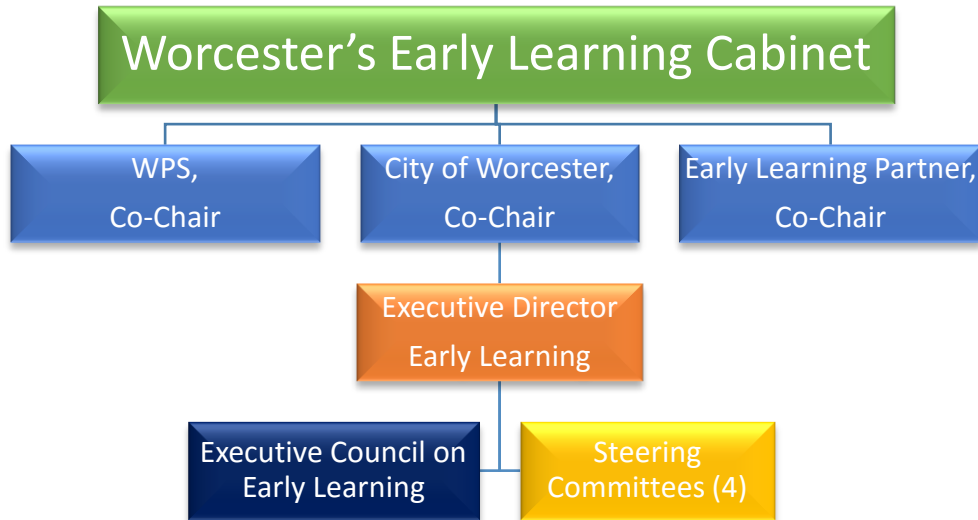 Worcester’s Early Learning Cabinet
WPS,
Co-Chair
City of Worcester,
Co-Chair
Early Learning Partner,
Co-Chair
Executive Director
Early Learning
Executive Council on
Early Learning
Steering
Committees (4)